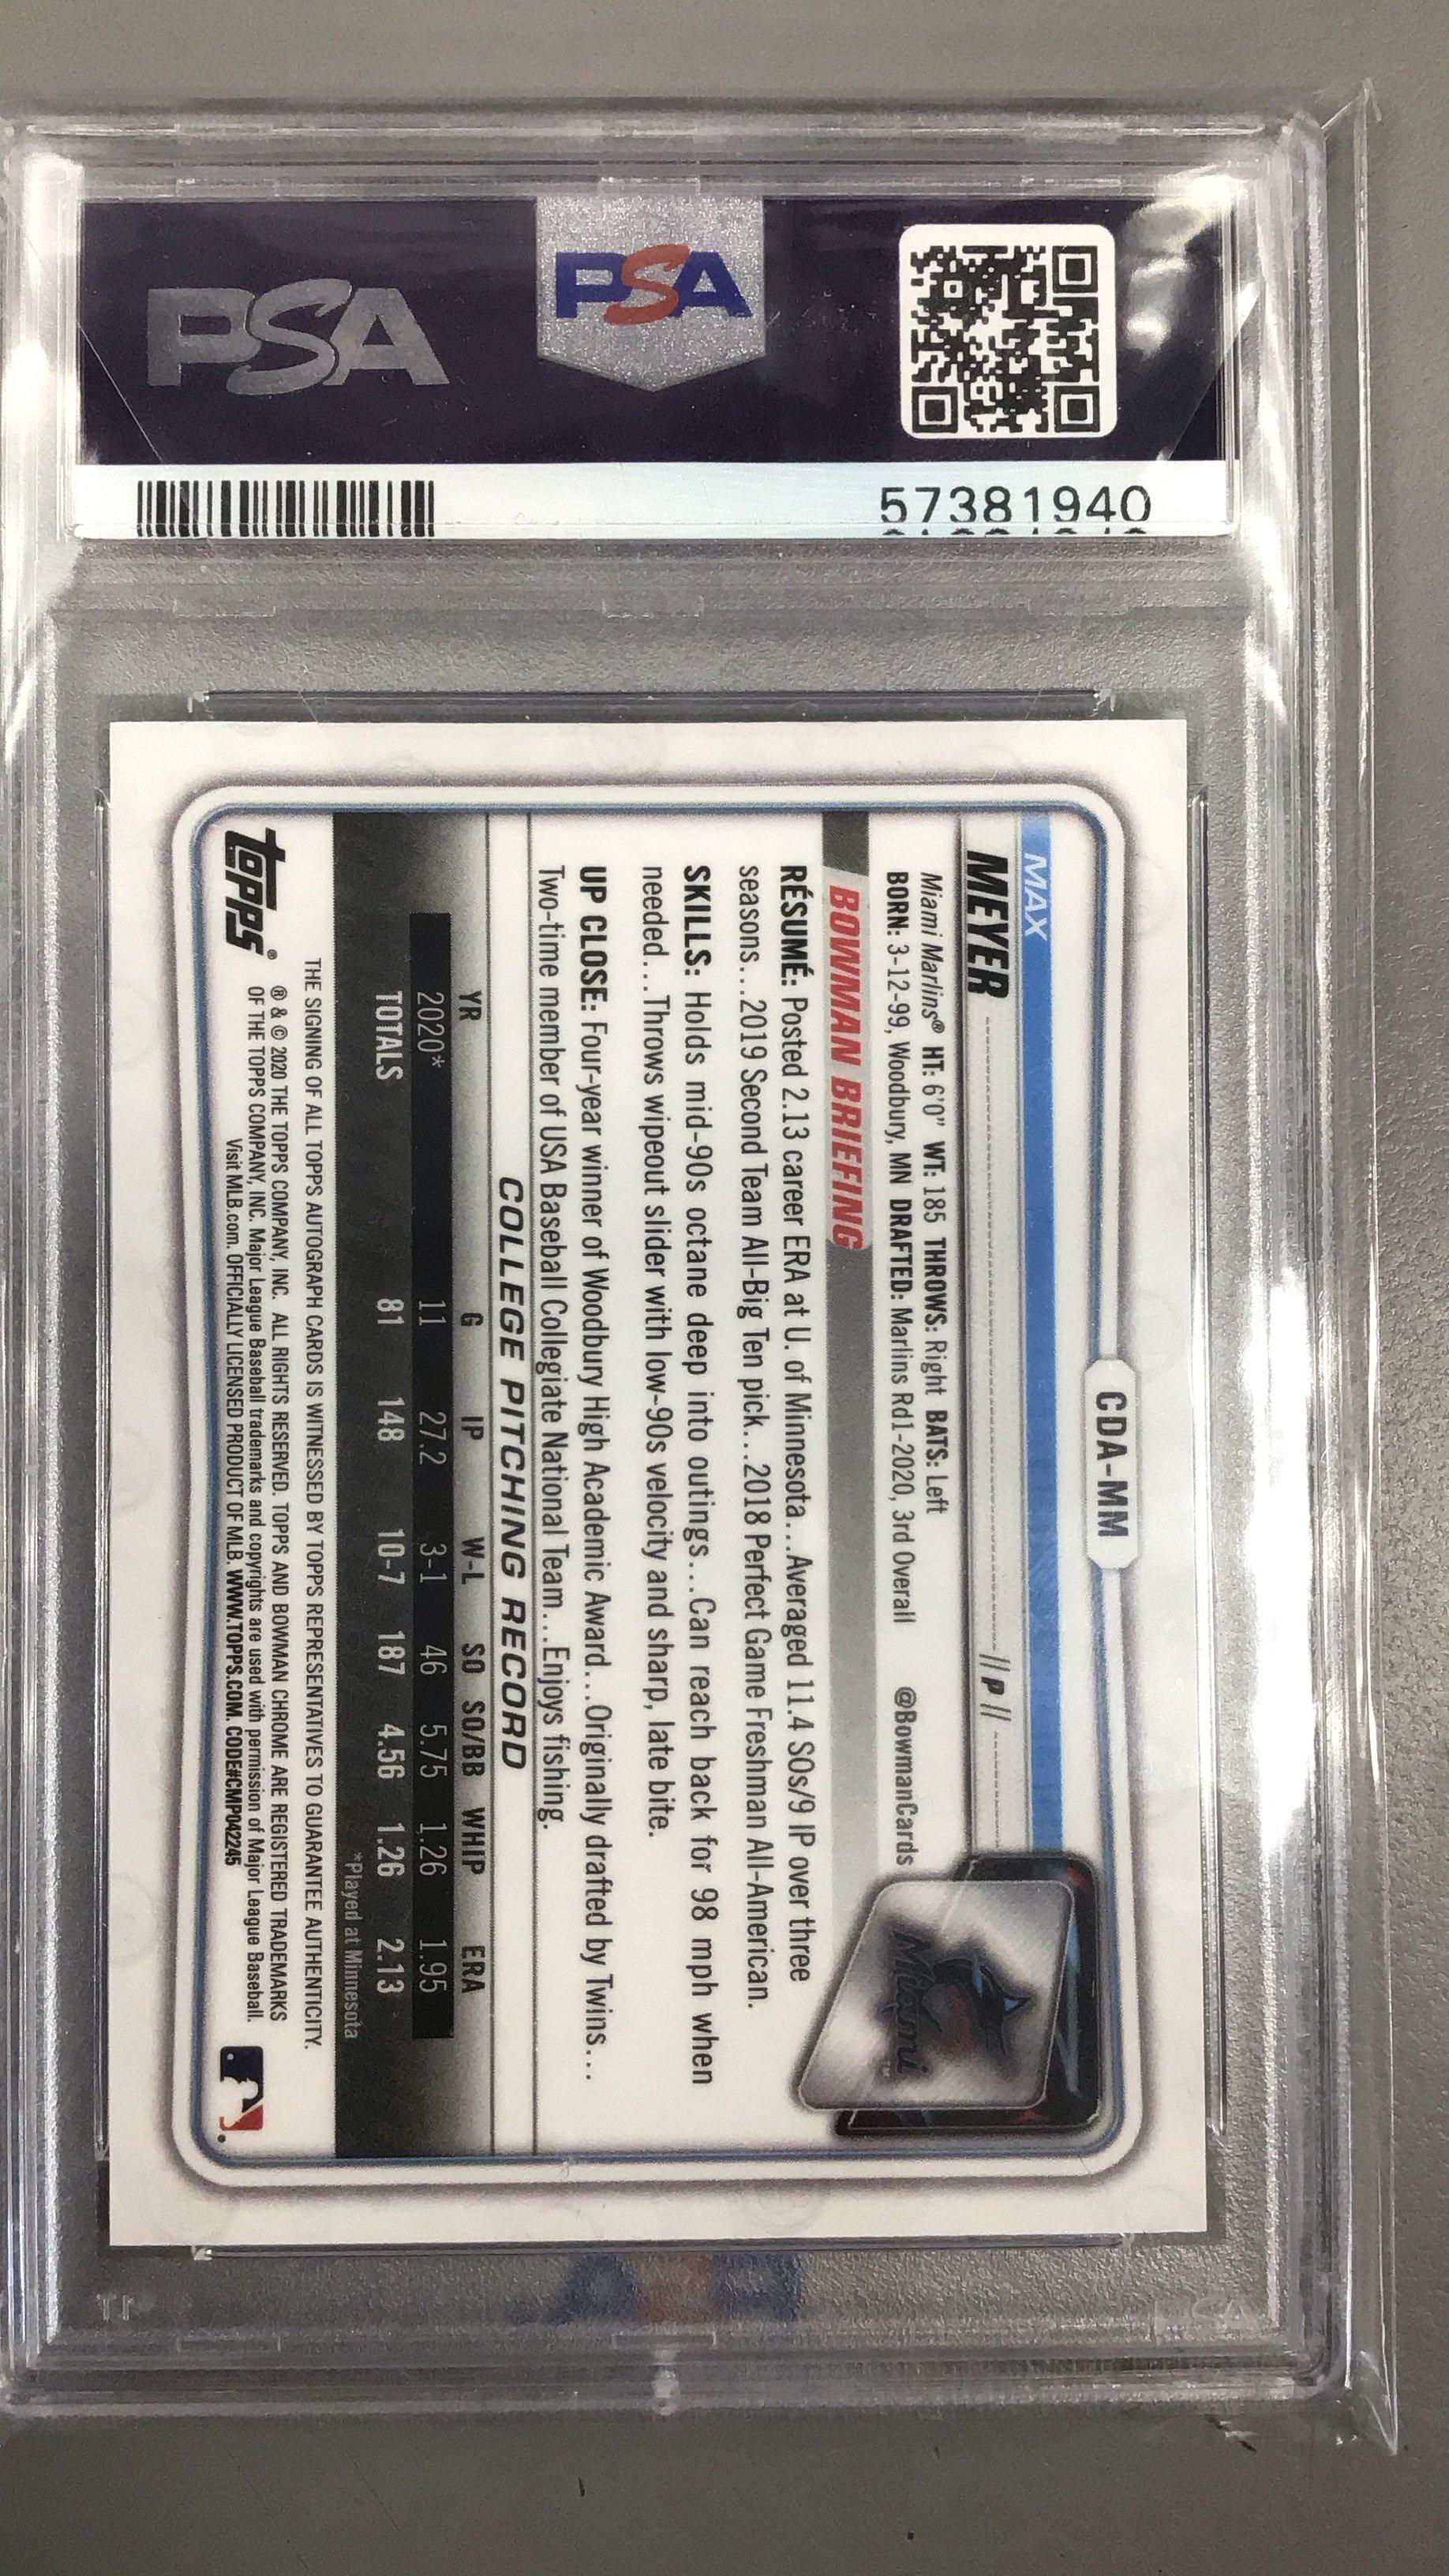 PSA
PSA
57381940
CDA-MM
MAX
MEYER
// P //
Miami Marlins® HT: 6'0" WT: 185 THROWS: Right BATS: Left
BORN: 3-12-99, Woodbury, MN DRAFTED: Marlins Rd1-2020, 3rd Overall @BowmanCards
Miami
BOWMAN BRIEFING
RÉSUMÉ: Posted 2.13 career ERA at U. of Minnesota...Averaged 11.4 SOs/9 IP over three
seasons...2019 Second Team All-Big Ten pick...2018 Perfect Game Freshman All-American.
SKILLS: Holds mid-90s octane deep into outings...Can reach back for 98 mph when
needed...Throws wipeout slider with low-90s velocity and sharp, late bite.
UP CLOSE: Four-year winner of Woodbury High Academic Award...Originally drafted by Twins...
Two-time member of USA Baseball Collegiate National Team...Enjoys fishing.
COLLEGE PITCHING RECORD
YR G IP W-L SO SO/BB WHIP ERA
2020* 11 27.2 3-1 46 5.75 1.26 1.95
TOTALS 81 148 10-7 187 4.56 1.26 2.13
*Played at Minnesota
THE SIGNING OF ALL TOPPS AUTOGRAPH CARDS IS WITNESSED BY TOPPS REPRESENTATIVES TO GUARANTEE AUTHENTICITY.
topps®
® & © 2020 THE TOPPS COMPANY, INC. ALL RIGHTS RESERVED. TOPPS AND BOWMAN CHROME ARE REGISTERED TRADEMARKS
OF THE TOPPS COMPANY, INC. Major League Baseball trademarks and copyrights are used with permission of Major League Baseball.
Visit MLB.com. OFFICIALLY LICENSED PRODUCT OF MLB. WWW.TOPPS.COM. CODE#CMP042245